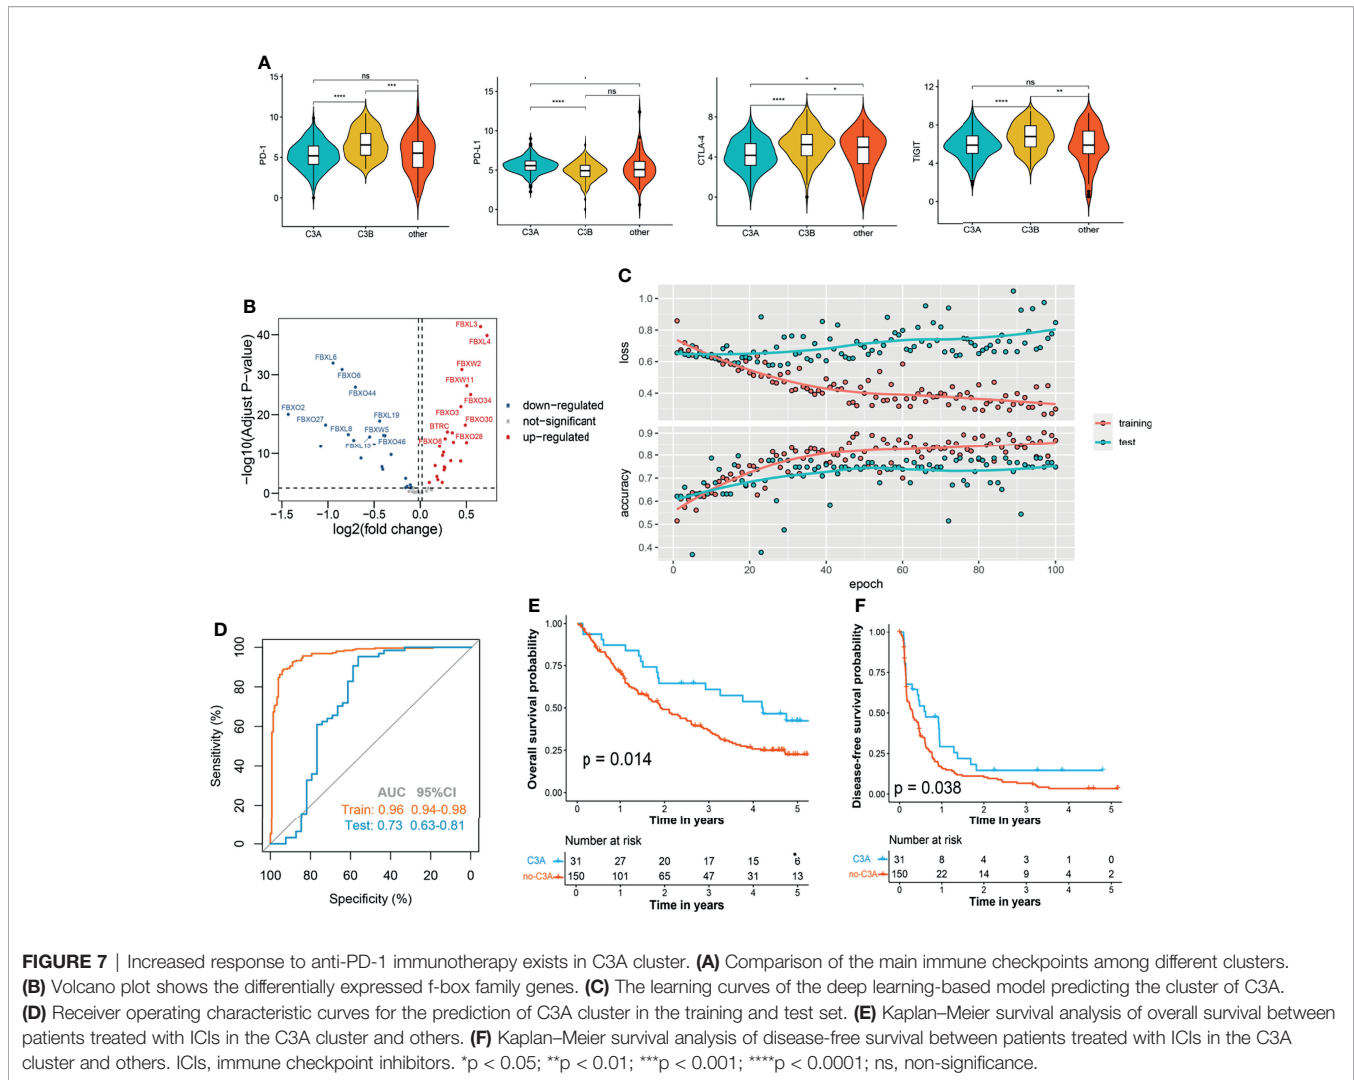 A
15
10
5
0
PD-1
ns
****
***
C3A
C3B
other
15
10
5
0
PD-L1
****
ns
C3A
C3B
other
8
4
0
CTLA-4
*
****
*
C3A
C3B
other
12
8
4
0
TIGIT
ns
****
**
C3A
C3B
other
B
−log10(Adjust P−value)
40
30
20
10
0
FBXL3
FBXL4
FBXL6
FBXW2
FBXO6
FBXW11
FBXO44
FBXO34
FBXO2
FBXO3
FBXO27
FBXL19
FBXO30
BTRC
FBXL8
FBXW5
FBXO46
FBXO28
−1.5
−1.0
−0.5
0.0
0.5
log2(fold change)
down−regulated
not−significant
up−regulated
C
loss
1.0
0.8
0.6
0.4
accuracy
0.9
0.8
0.7
0.6
0.5
0.4
0
20
40
60
80
100
epoch
training
test
D
Sensitivity (%)
100
80
60
40
20
0
AUC 95%CI
Train: 0.96 0.94-0.98
Test: 0.73 0.63-0.81
100
80
60
40
20
0
Specificity (%)
E
Overall survival probability
1.00
0.75
0.50
0.25
0.00
p = 0.014
0
1
2
3
4
5
Time in years
Number at risk
C3A 31 27 20 17 15 6
no-C3A 150 101 65 47 31 13
0 1 2 3 4 5
Time in years
F
Disease-free survival probability
1.00
0.75
0.50
0.25
0.00
p = 0.038
0
1
2
3
4
5
Time in years
Number at risk
C3A 31 8 4 3 1 0
no-C3A 150 22 14 9 4 2
0 1 2 3 4 5
Time in years
FIGURE 7 | Increased response to anti-PD-1 immunotherapy exists in C3A cluster. (A) Comparison of the main immune checkpoints among different clusters.
(B) Volcano plot shows the differentially expressed f-box family genes. (C) The learning curves of the deep learning-based model predicting the cluster of C3A.
(D) Receiver operating characteristic curves for the prediction of C3A cluster in the training and test set. (E) Kaplan–Meier survival analysis of overall survival between
patients treated with ICIs in the C3A cluster and others. (F) Kaplan–Meier survival analysis of disease-free survival between patients treated with ICIs in the C3A
cluster and others. ICIs, immune checkpoint inhibitors. *p < 0.05; **p < 0.01; ***p < 0.001; ****p < 0.0001; ns, non-significance.